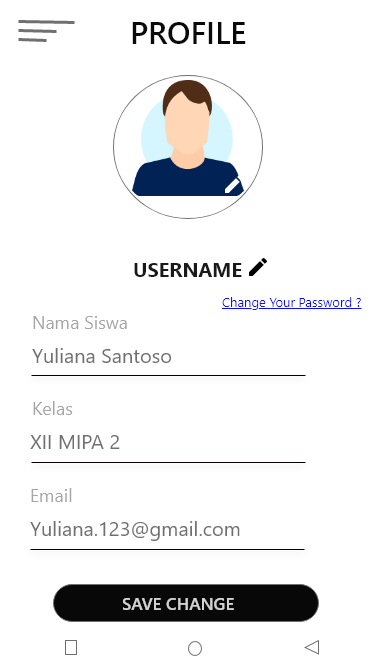 PROFILE
USERNAME
Change Your Password ?
Nama Siswa
Yuliana Santoso
Kelas
XII MIPA 2
Email
Yuliana.123@gmail.com
SAVE CHANGE